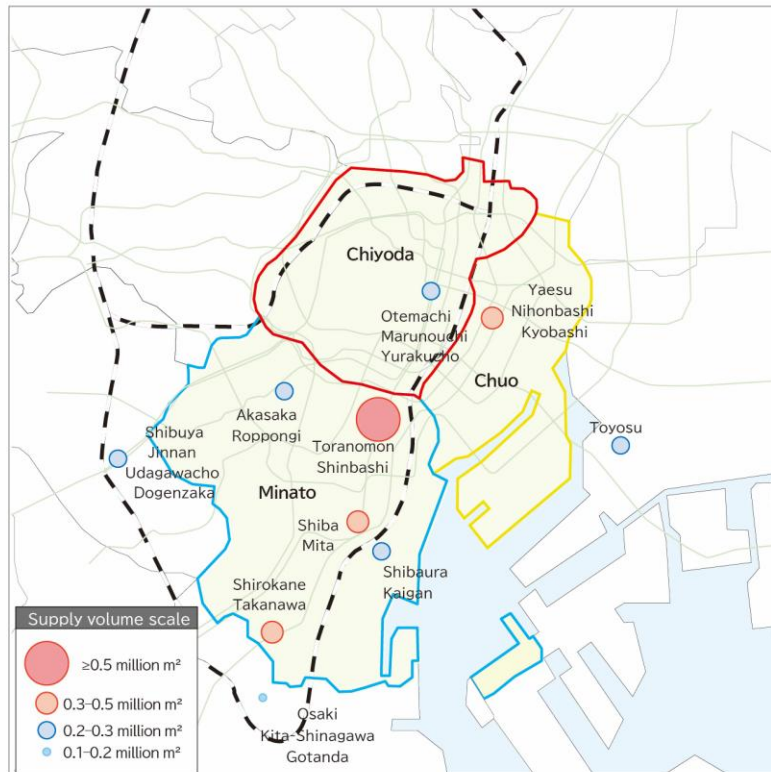 Chiyoda
Otemachi
Marunouchi
Yurakucho
Yaesu
Nihonbashi
Kyobashi
Chuo
Akasaka
Roppongi
Toranomon
Shinbashi
Toyosu
Shibuya
Jinnan
Udagawacho
Dogenzaka
Minato
Shiba
Mita
Shibaura
Kaigan
Shirokane
Takanawa
Osaki
Kita-Shinagawa
Gotanda
Supply volume scale
≥0.5 million m²
0.3–0.5 million m²
0.2–0.3 million m²
0.1–0.2 million m²